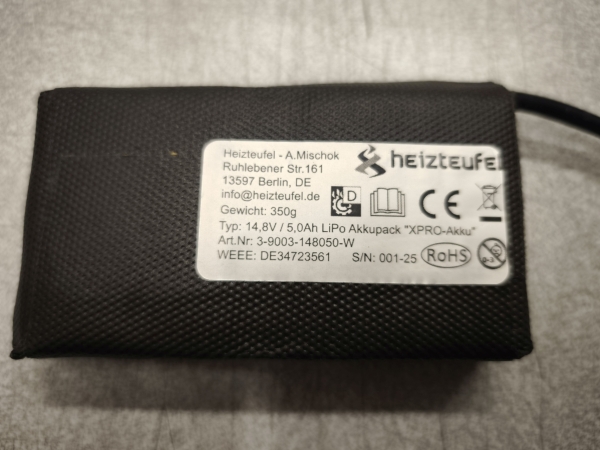 Heizteufel - A.Mischok
Ruhlebener Str.161
13597 Berlin, DE
info@heizteufel.de
Gewicht: 350g
heizteufel
D
CE
Typ: 14,8V / 5,0Ah LiPo Akkupack "XPRO-Akku"
Art.Nr: 3-9003-148050-W
WEEE: DE34723561 S/N: 001-25
RoHS